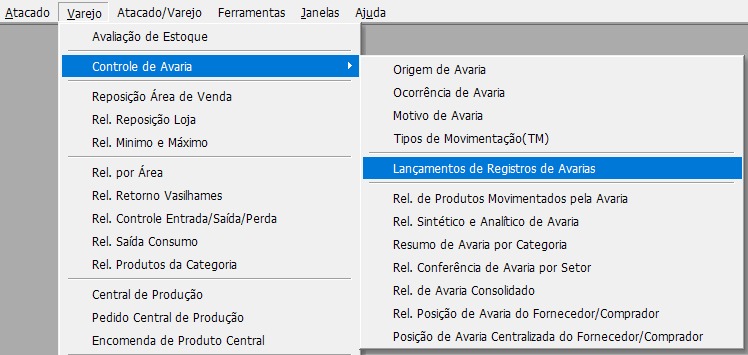 Atacado Varejo Atacado/Varejo Ferramentas Janelas Ajuda
Avaliação de Estoque
Controle de Avaria
Reposição Área de Venda
Rel. Reposição Loja
Rel. Minimo e Máximo
Rel. por Área
Rel. Retorno Vasilhames
Rel. Controle Entrada/Saída/Perda
Rel. Saída Consumo
Rel. Produtos da Categoria
Central de Produção
Pedido Central de Produção
Encomenda de Produto Central
Origem de Avaria
Ocorrência de Avaria
Motivo de Avaria
Tipos de Movimentação(TM)
Lançamentos de Registros de Avarias
Rel. de Produtos Movimentados pela Avaria
Rel. Sintético e Analítico de Avaria
Resumo de Avaria por Categoria
Rel. Conferência de Avaria por Setor
Rel. de Avaria Consolidado
Rel. Posição de Avaria do Fornecedor/Comprador
Posição de Avaria Centralizada do Fornecedor/Comprador